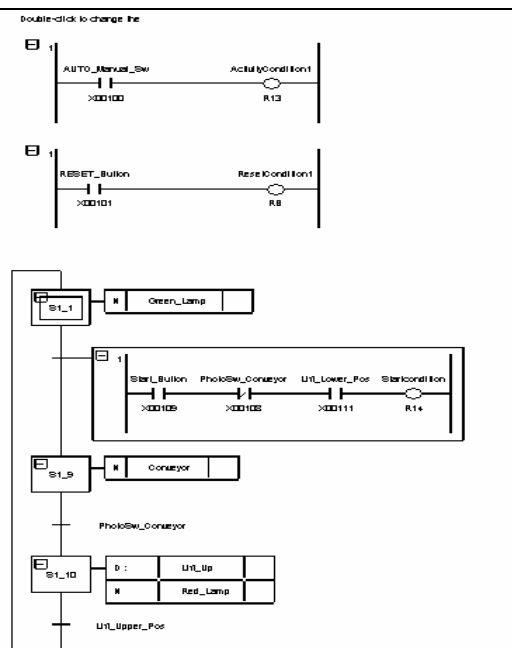 Double-click to change the
1
AUTO_Manual_Sw ActivityCondition1
X00100 R13
1
RESET_Button ResetCondition1
X00101 R8
S1_1 N Green_Lamp
1
Start_Button PhotoSw_Conveyor Lift_Lower_Pos Startcondition
X00109 X00108 X00111 R14
S1_9 N Conveyor
PhotoSw_Conveyor
S1_10 D : Lift_Up
N Red_Lamp
Lift_Upper_Pos